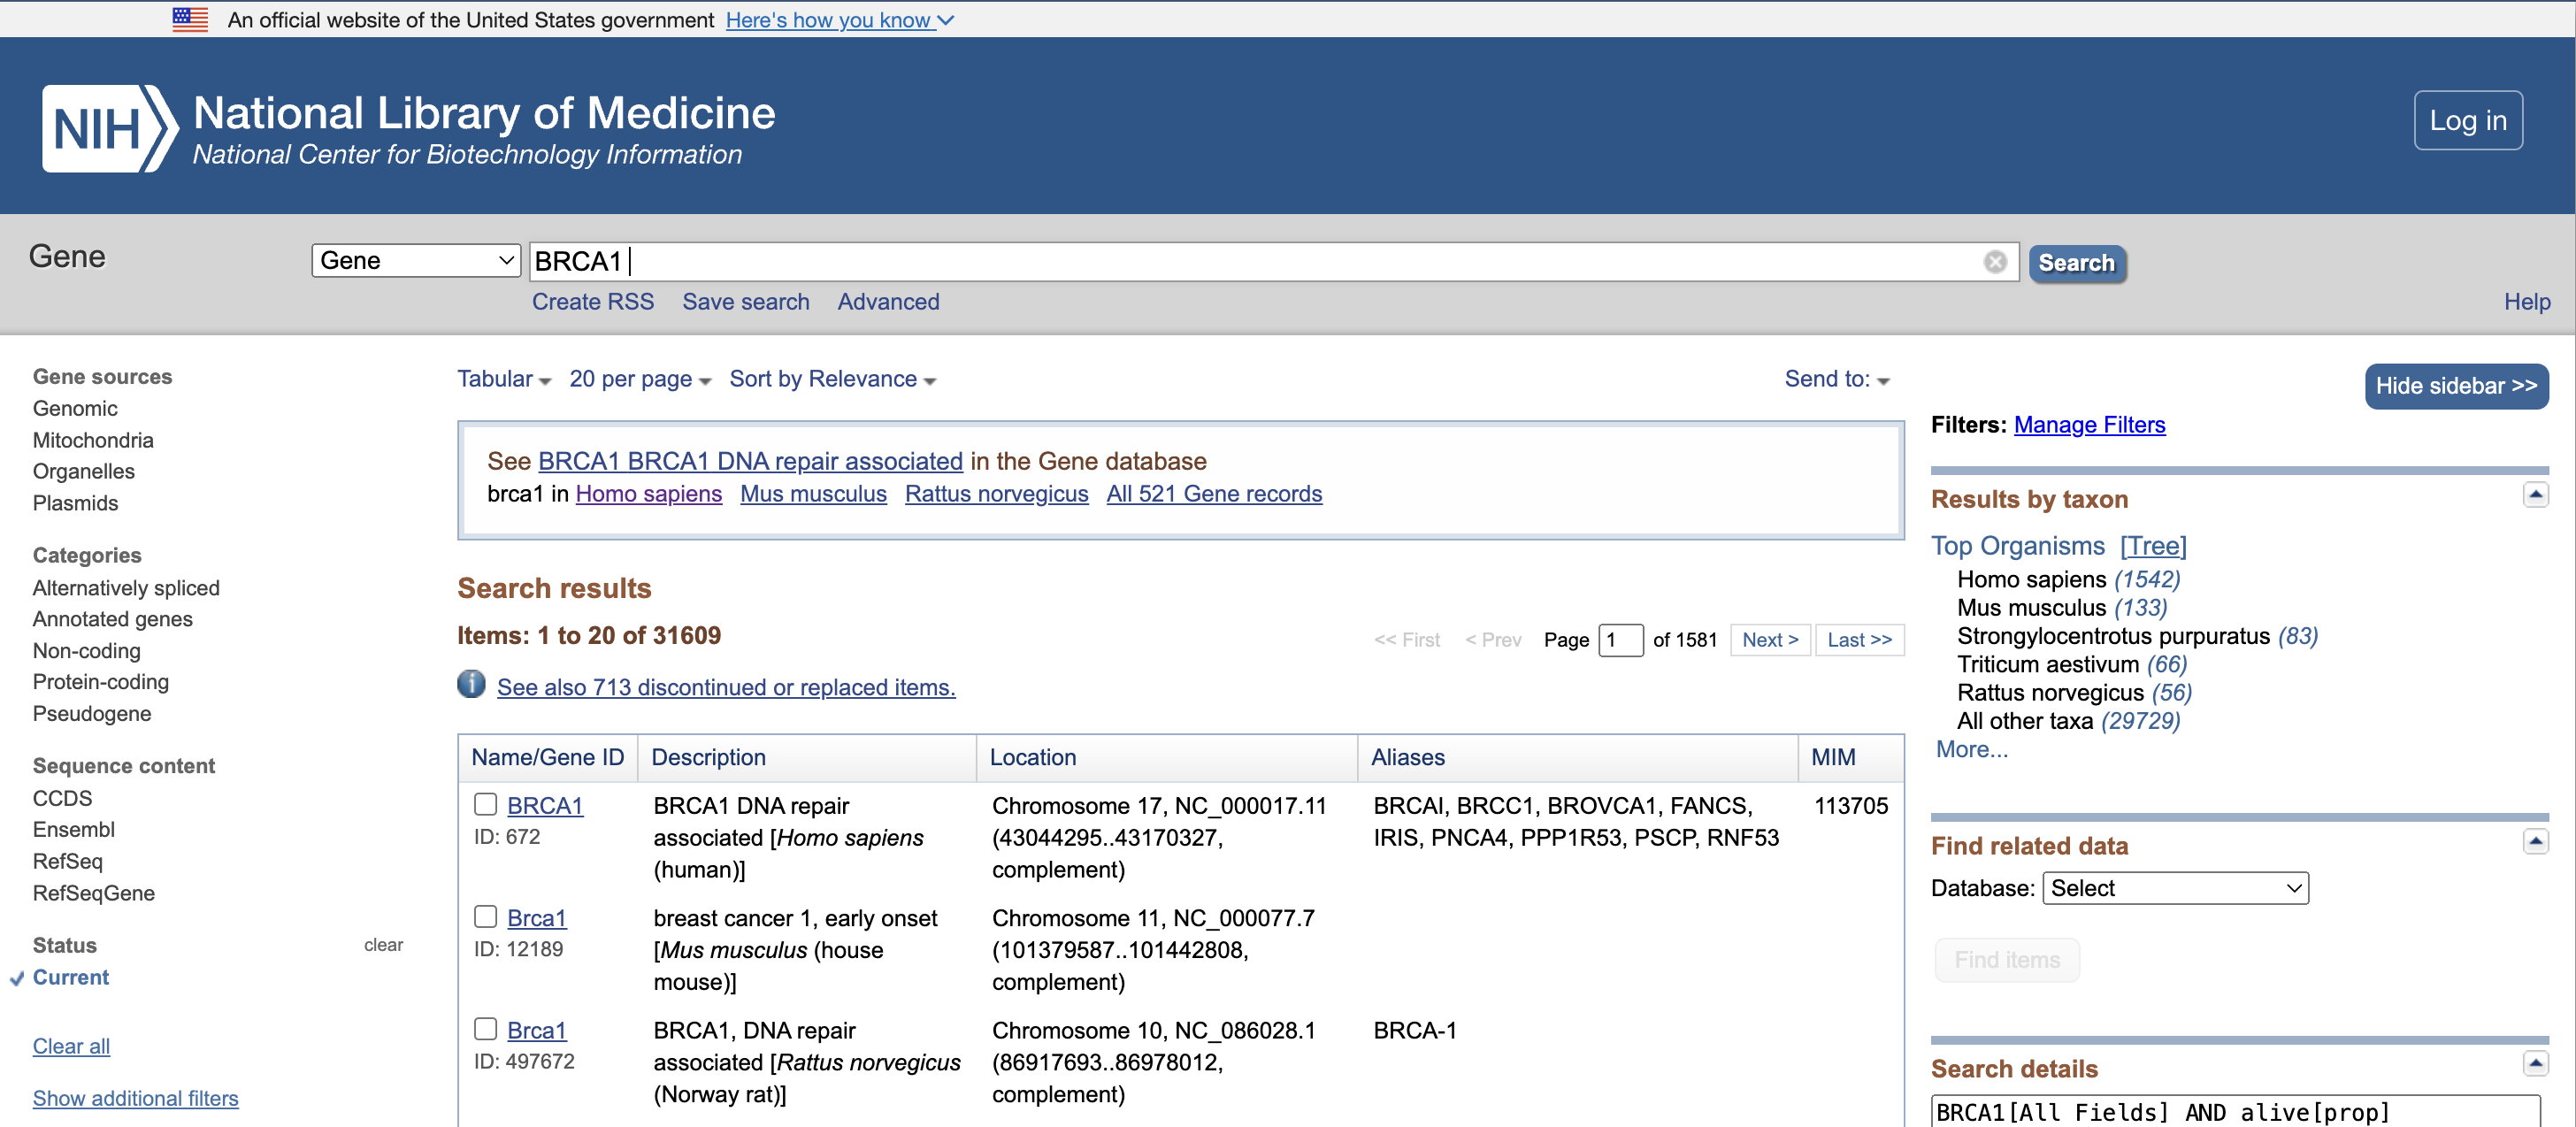 An official website of the United States government Here's how you know
NIH National Library of Medicine
National Center for Biotechnology Information
Log in
Gene
Gene
BRCA1
Search
Create RSS Save search Advanced
Help
Gene sources
Genomic
Mitochondria
Organelles
Plasmids
Categories
Alternatively spliced
Annotated genes
Non-coding
Protein-coding
Pseudogene
Sequence content
CCDS
Ensembl
RefSeq
RefSeqGene
Status clear
Current
Clear all
Show additional filters
Tabular 20 per page Sort by Relevance
Send to:
See BRCA1 BRCA1 DNA repair associated in the Gene database
brca1 in Homo sapiens Mus musculus Rattus norvegicus All 521 Gene records
Search results
Items: 1 to 20 of 31609
<< First < Prev Page 1 of 1581 Next > Last >>
See also 713 discontinued or replaced items.
Name/Gene ID Description Location Aliases MIM
BRCA1
ID: 672
BRCA1 DNA repair
associated [Homo sapiens
(human)]
Chromosome 17, NC_000017.11
(43044295..43170327,
complement)
BRCAI, BRCC1, BROVCA1, FANCS,
IRIS, PNCA4, PPP1R53, PSCP, RNF53
113705
Brca1
ID: 12189
breast cancer 1, early onset
[Mus musculus (house
mouse)]
Chromosome 11, NC_000077.7
(101379587..101442808,
complement)
Brca1
ID: 497672
BRCA1, DNA repair
associated [Rattus norvegicus
(Norway rat)]
Chromosome 10, NC_086028.1
(86917693..86978012,
complement)
BRCA-1
Hide sidebar >>
Filters: Manage Filters
Results by taxon
Top Organisms [Tree]
Homo sapiens (1542)
Mus musculus (133)
Strongylocentrotus purpuratus (83)
Triticum aestivum (66)
Rattus norvegicus (56)
All other taxa (29729)
More...
Find related data
Database: Select
Find items
Search details
BRCA1[All Fields] AND alive[prop]